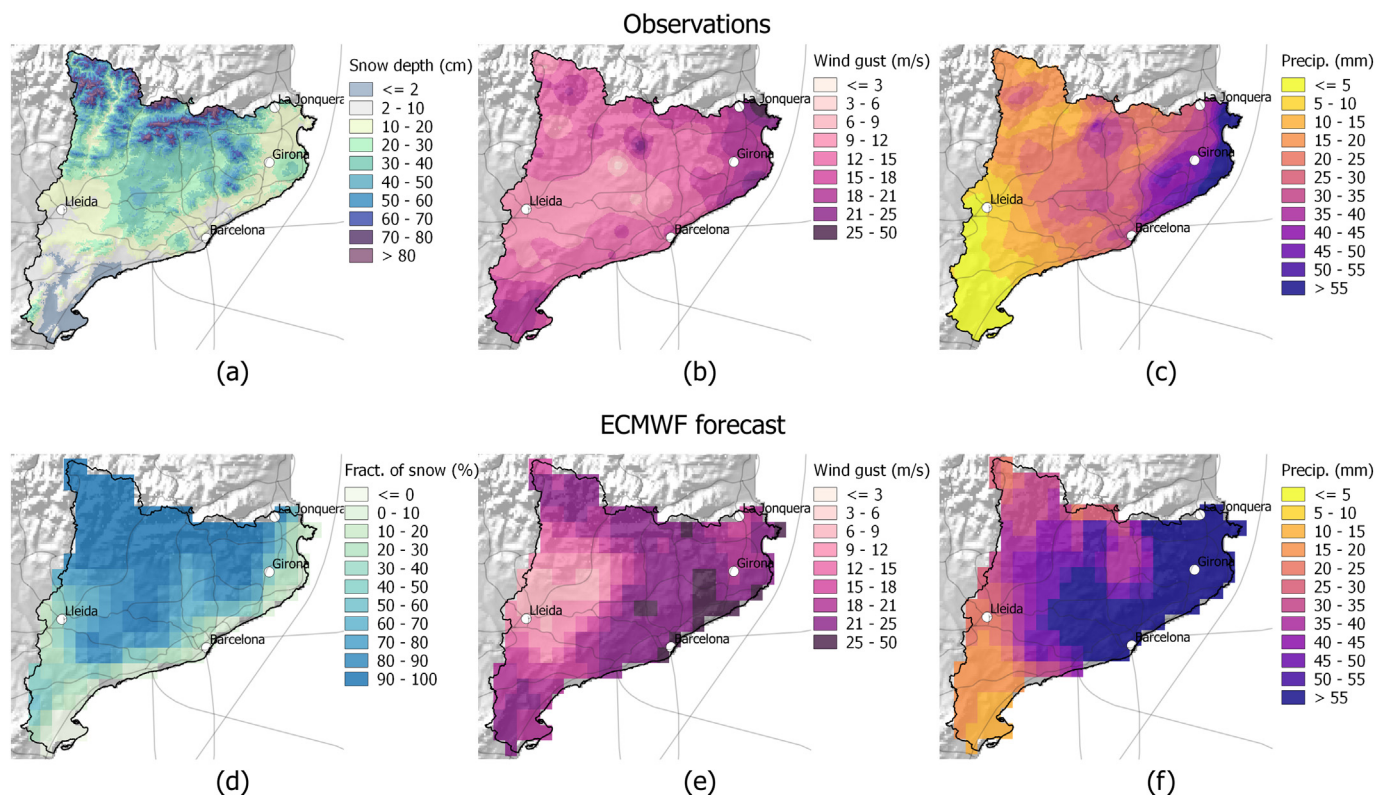 Observations
Snow depth (cm)
<= 2
2 - 10
10 - 20
20 - 30
30 - 40
40 - 50
50 - 60
60 - 70
70 - 80
> 80
La Jonquera
Girona
Lleida
Barcelona
(a)
Wind gust (m/s)
<= 3
3 - 6
6 - 9
9 - 12
12 - 15
15 - 18
18 - 21
21 - 25
25 - 50
La Jonquera
Girona
Lleida
Barcelona
(b)
Precip. (mm)
<= 5
5 - 10
10 - 15
15 - 20
20 - 25
25 - 30
30 - 35
35 - 40
40 - 45
45 - 50
50 - 55
> 55
La Jonquera
Girona
Lleida
Barcelona
(c)
ECMWF forecast
Fract. of snow (%)
<= 0
0 - 10
10 - 20
20 - 30
30 - 40
40 - 50
50 - 60
60 - 70
70 - 80
80 - 90
90 - 100
La Jonquera
Girona
Lleida
Barcelona
(d)
Wind gust (m/s)
<= 3
3 - 6
6 - 9
9 - 12
12 - 15
15 - 18
18 - 21
21 - 25
25 - 50
La Jonquera
Girona
Lleida
Barcelona
(e)
Precip. (mm)
<= 5
5 - 10
10 - 15
15 - 20
20 - 25
25 - 30
30 - 35
35 - 40
40 - 45
45 - 50
50 - 55
> 55
La Jonquera
Girona
Lleida
Barcelona
(f)